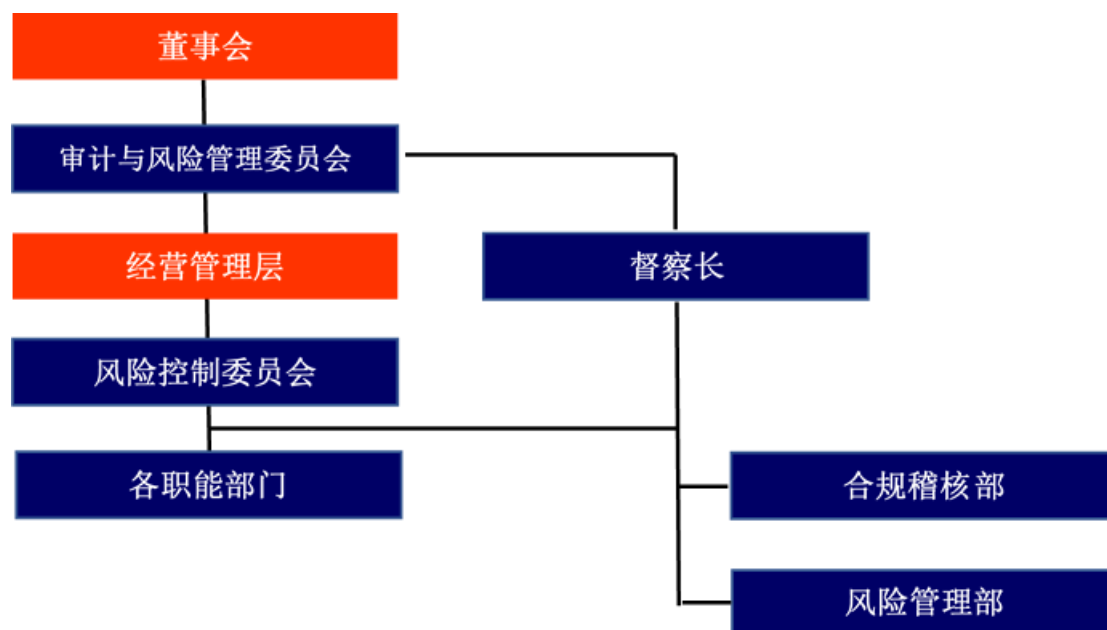 董事会
审计与风险管理委员会
经营管理层
督察长
风险控制委员会
各职能部门
合规稽核部
风险管理部